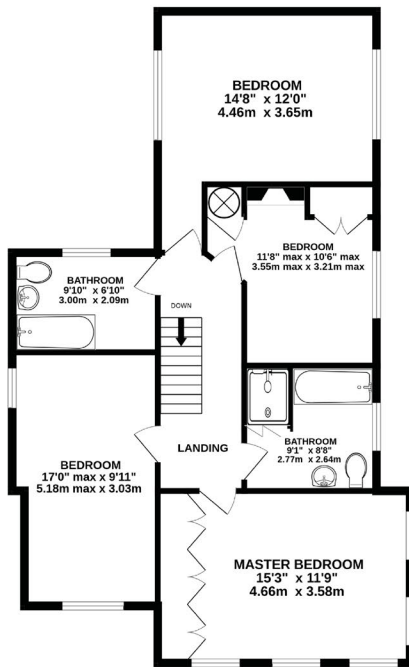 BEDROOM
14'8" x 12'0"
4.46m x 3.65m
BEDROOM
11'8" max x 10'6" max
3.55m max x 3.21m max
BATHROOM
9'10" x 6'10"
3.00m x 2.09m
DOWN
LANDING
BATHROOM
9'1" x 8'8"
2.77m x 2.64m
BEDROOM
17'0" max x 9'11"
5.18m max x 3.03m
MASTER BEDROOM
15'3" x 11'9"
4.66m x 3.58m